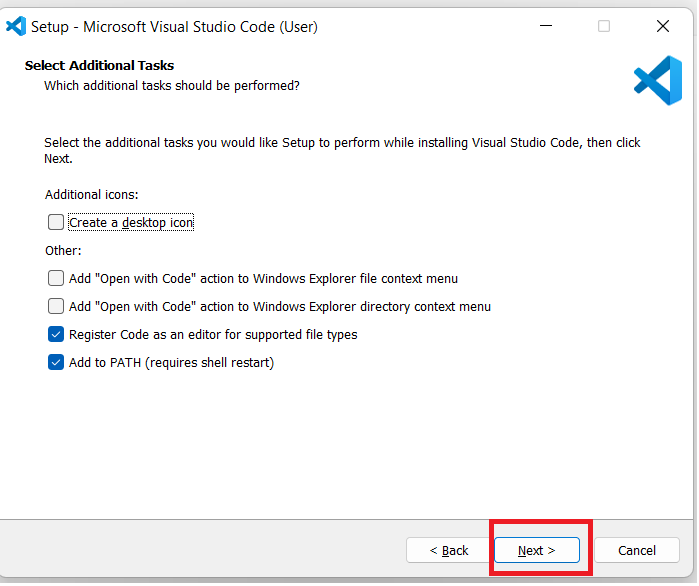 Setup - Microsoft Visual Studio Code (User)
Select Additional Tasks
Which additional tasks should be performed?
Select the additional tasks you would like Setup to perform while installing Visual Studio Code, then click
Next.
Additional icons:
Create a desktop icon
Other:
Add "Open with Code" action to Windows Explorer file context menu
Add "Open with Code" action to Windows Explorer directory context menu
Register Code as an editor for supported file types
Add to PATH (requires shell restart)
< Back Next > Cancel